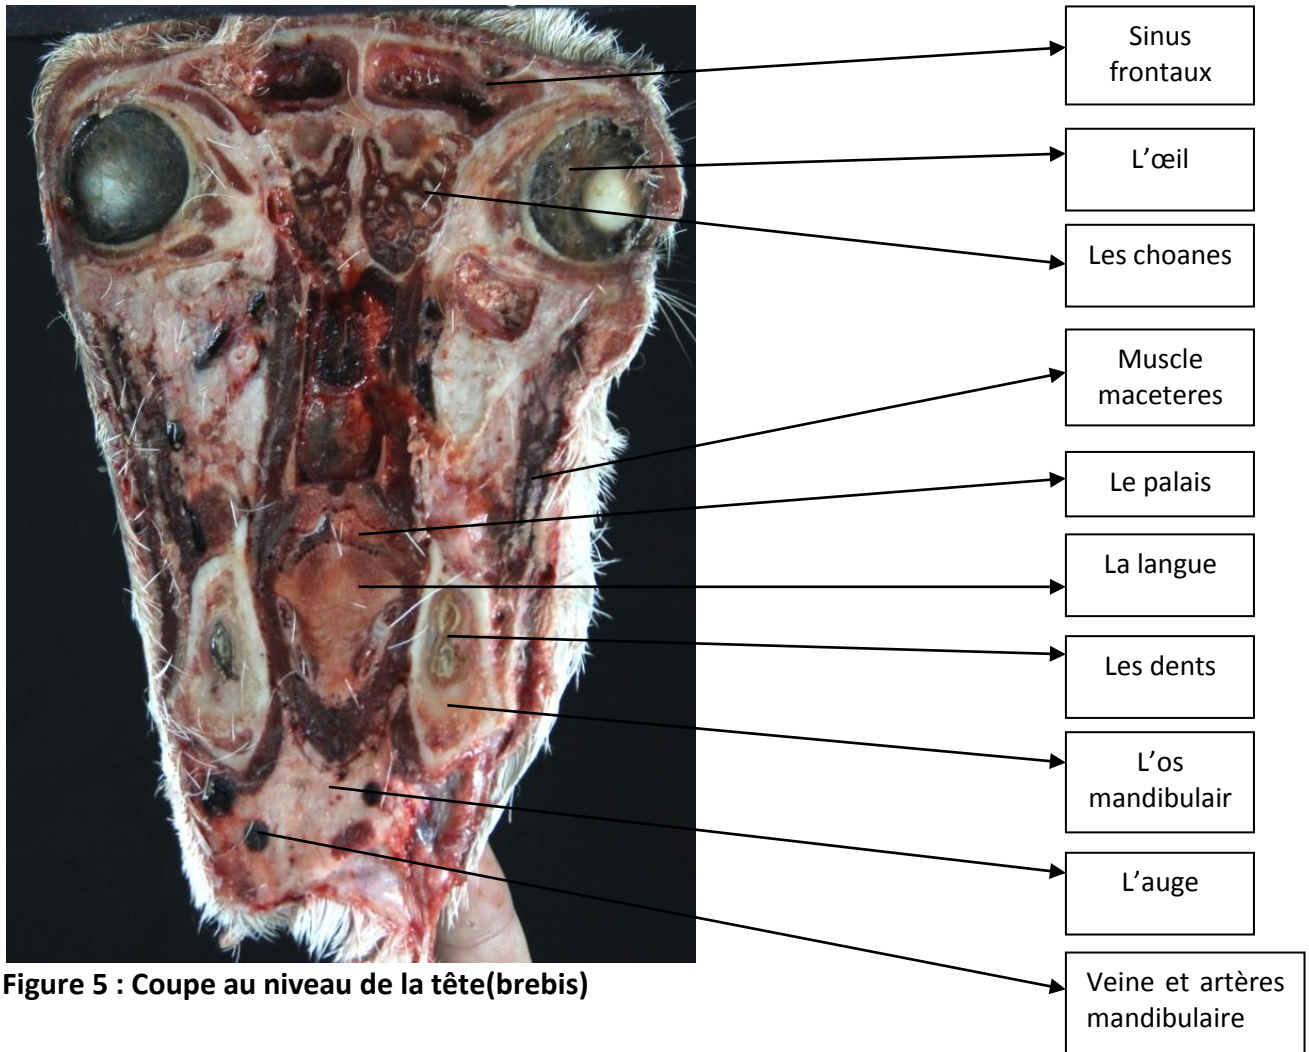 Sinus
frontaux
L’œil
Les choanes
Muscle
maceteres
Le palais
La langue
Les dents
L’os
mandibulair
L’auge
Veine et artères
mandibulaire
Figure 5 : Coupe au niveau de la tête(brebis)